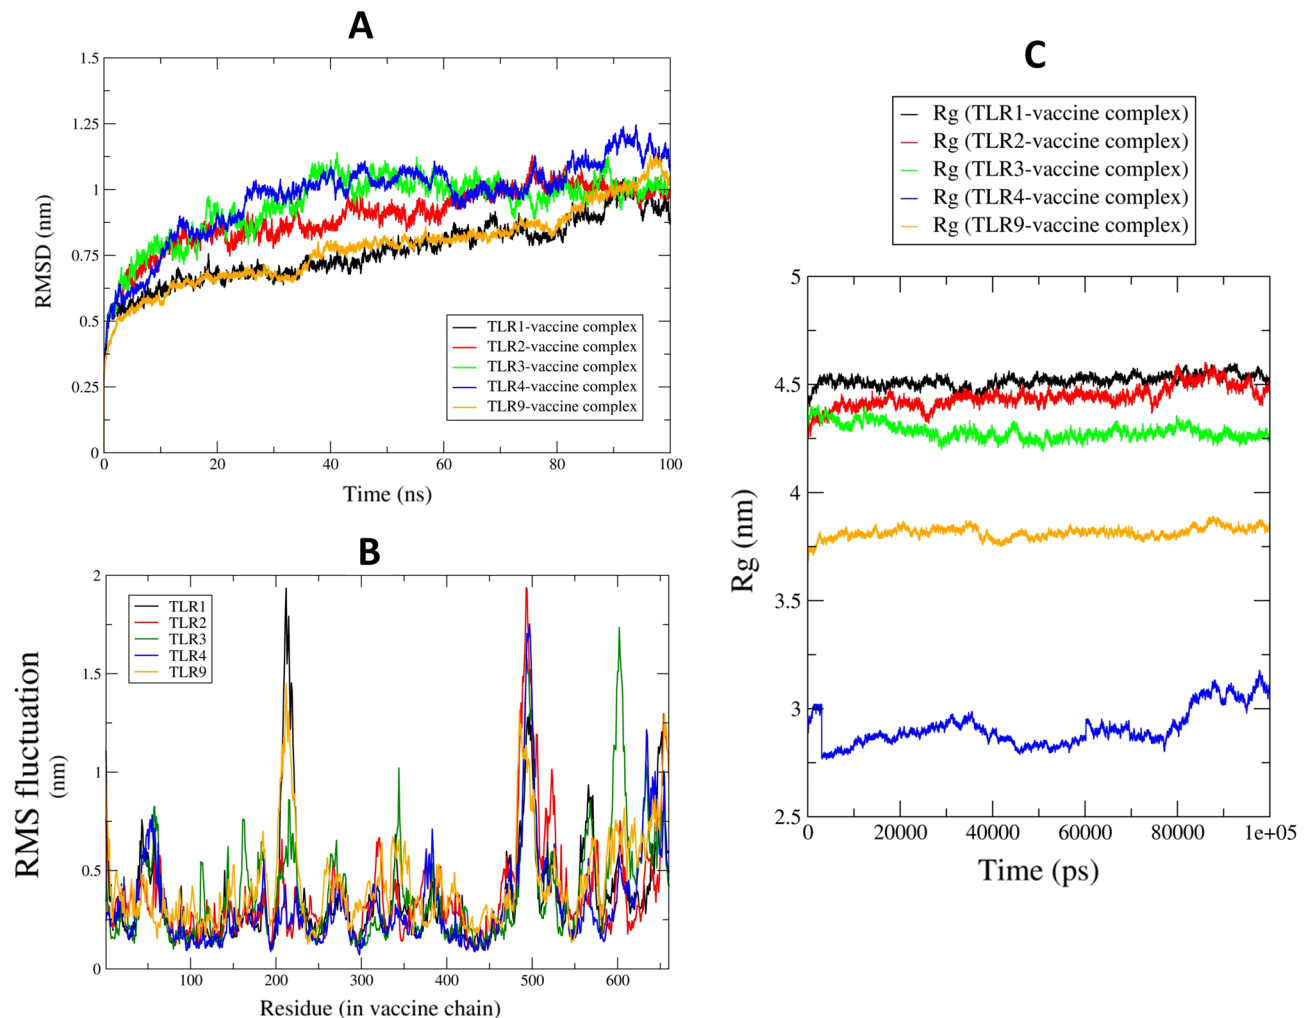 A
1.5
1.25
1
0.75
0.5
0.25
0
RMSD (nm)
TLR1-vaccine complex
TLR2-vaccine complex
TLR3-vaccine complex
TLR4-vaccine complex
TLR9-vaccine complex
0 20 40 60 80 100
Time (ns)
B
2
1.5
1
0.5
0
RMS fluctuation
(nm)
TLR1
TLR2
TLR3
TLR4
TLR9
100 200 300 400 500 600
Residue (in vaccine chain)
C
Rg (TLR1-vaccine complex)
Rg (TLR2-vaccine complex)
Rg (TLR3-vaccine complex)
Rg (TLR4-vaccine complex)
Rg (TLR9-vaccine complex)
5
4.5
4
3.5
3
2.5
Rg (nm)
0 20000 40000 60000 80000 1e+05
Time (ps)